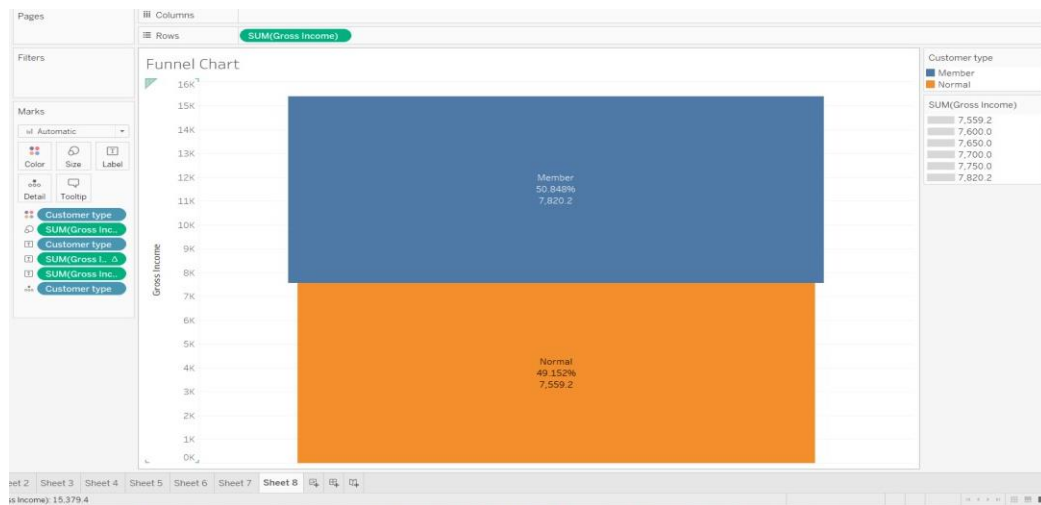 Pages
Columns
Rows
SUM(Gross Income)
Filters
Marks
Automatic
Color
Size
Label
Detail
Tooltip
Customer type
SUM(Gross Inc..
Customer type
SUM(Gross I.. Δ
SUM(Gross Inc..
Customer type
Funnel Chart
16K
15K
14K
13K
12K
11K
10K
9K
8K
7K
6K
5K
4K
3K
2K
1K
0K
Gross Income
Member
50.848%
7,820.2
Normal
49.152%
7,559.2
Customer type
Member
Normal
SUM(Gross Income)
7,559.2
7,600.0
7,650.0
7,700.0
7,750.0
7,820.2
eet 2 Sheet 3 Sheet 4 Sheet 5 Sheet 6 Sheet 7 Sheet 8
ss Income): 15,379.4